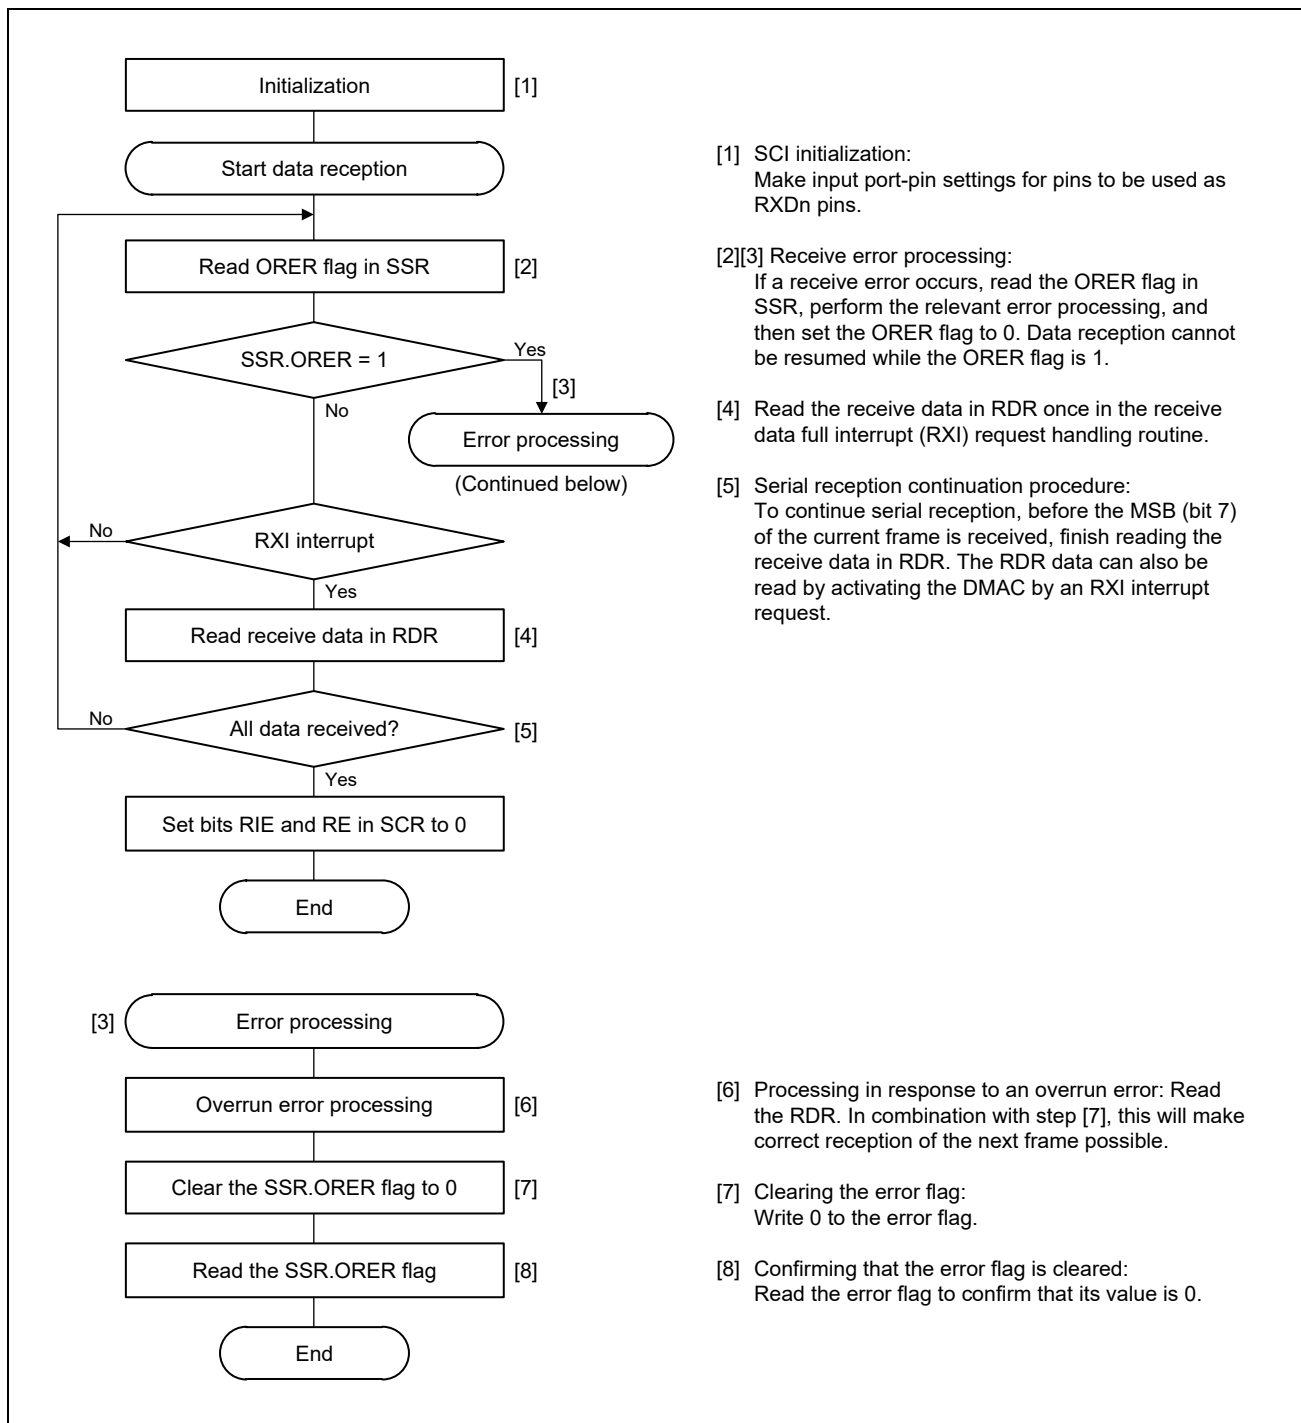 Initialization
[1]
Start data reception
Read ORER flag in SSR
[2]
SSR.ORER = 1
Yes
[3]
No
Error processing
(Continued below)
No
RXI interrupt
Yes
Read receive data in RDR
[4]
No
All data received?
[5]
Yes
Set bits RIE and RE in SCR to 0
End
[1] SCI initialization:
Make input port-pin settings for pins to be used as
RXDn pins.
[2][3] Receive error processing:
If a receive error occurs, read the ORER flag in
SSR, perform the relevant error processing, and
then set the ORER flag to 0. Data reception cannot
be resumed while the ORER flag is 1.
[4] Read the receive data in RDR once in the receive
data full interrupt (RXI) request handling routine.
[5] Serial reception continuation procedure:
To continue serial reception, before the MSB (bit 7)
of the current frame is received, finish reading the
receive data in RDR. The RDR data can also be
read by activating the DMAC by an RXI interrupt
request.
[3]
Error processing
Overrun error processing
[6]
Clear the SSR.ORER flag to 0
[7]
Read the SSR.ORER flag
[8]
End
[6] Processing in response to an overrun error: Read
the RDR. In combination with step [7], this will make
correct reception of the next frame possible.
[7] Clearing the error flag:
Write 0 to the error flag.
[8] Confirming that the error flag is cleared:
Read the error flag to confirm that its value is 0.